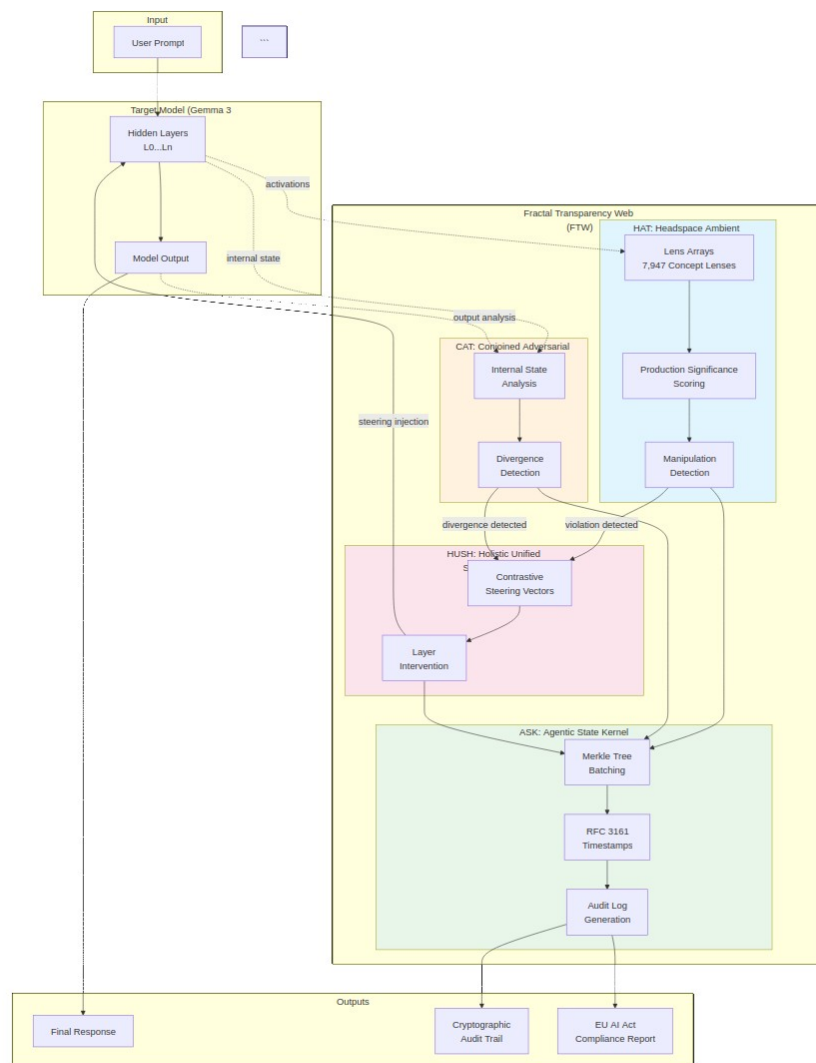 Input
User Prompt
...
Target Model (Gemma 3
Hidden Layers
L0...Ln
activations
Fractal Transparency Web
(FTW)
HAT: Headspace Ambient
Lens Arrays
7,947 Concept Lenses
Model Output
internal state
output analysis
CAT: Conjoined Adversarial
Internal State
Analysis
Production Significance
Scoring
steering injection
Divergence
Detection
Manipulation
Detection
divergence detected
violation detected
HUSH: Holistic Unified
S
Contrastive
Steering Vectors
Layer
Intervention
ASK: Agentic State Kernel
Merkle Tree
Batching
RFC 3161
Timestamps
Audit Log
Generation
Outputs
Final Response
Cryptographic
Audit Trail
EU AI Act
Compliance Report